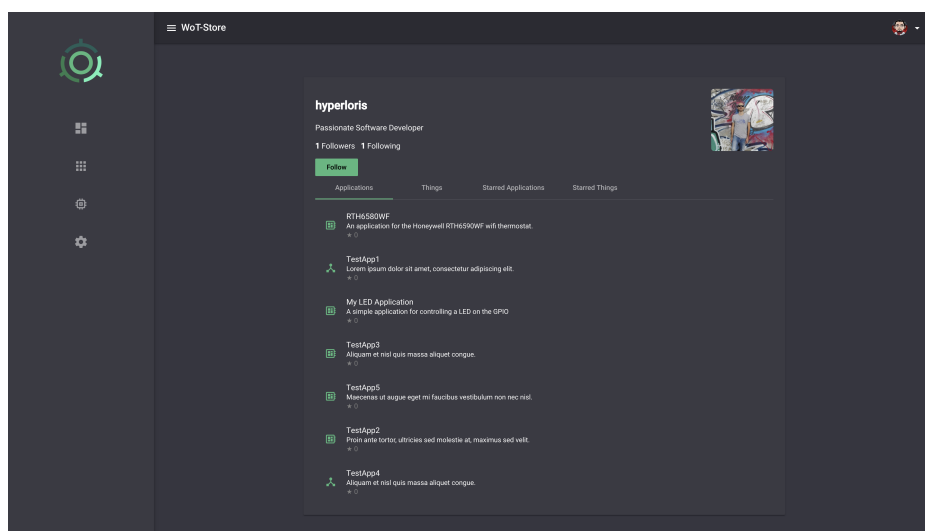 WoT-Store
hyperloris
Passionate Software Developer
1 Followers 1 Following
Follow
Applications Things Starred Applications Starred Things
RTH6580WF
An application for the Honeywell RTH6590WF wifi thermostat.
★ 0
TestApp1
Lorem ipsum dolor sit amet, consectetur adipiscing elit.
★ 0
My LED Application
A simple application for controlling a LED on the GPIO
★ 0
TestApp3
Aliquam et nisl quis massa aliquet congue.
★ 0
TestApp5
Maecenas ut augue eget mi faucibus vestibulum non nec nisl.
★ 0
TestApp2
Proin ante tortor, ultricies sed molestie at, maximus sed velit.
★ 0
TestApp4
Aliquam et nisl quis massa aliquet congue.
★ 0